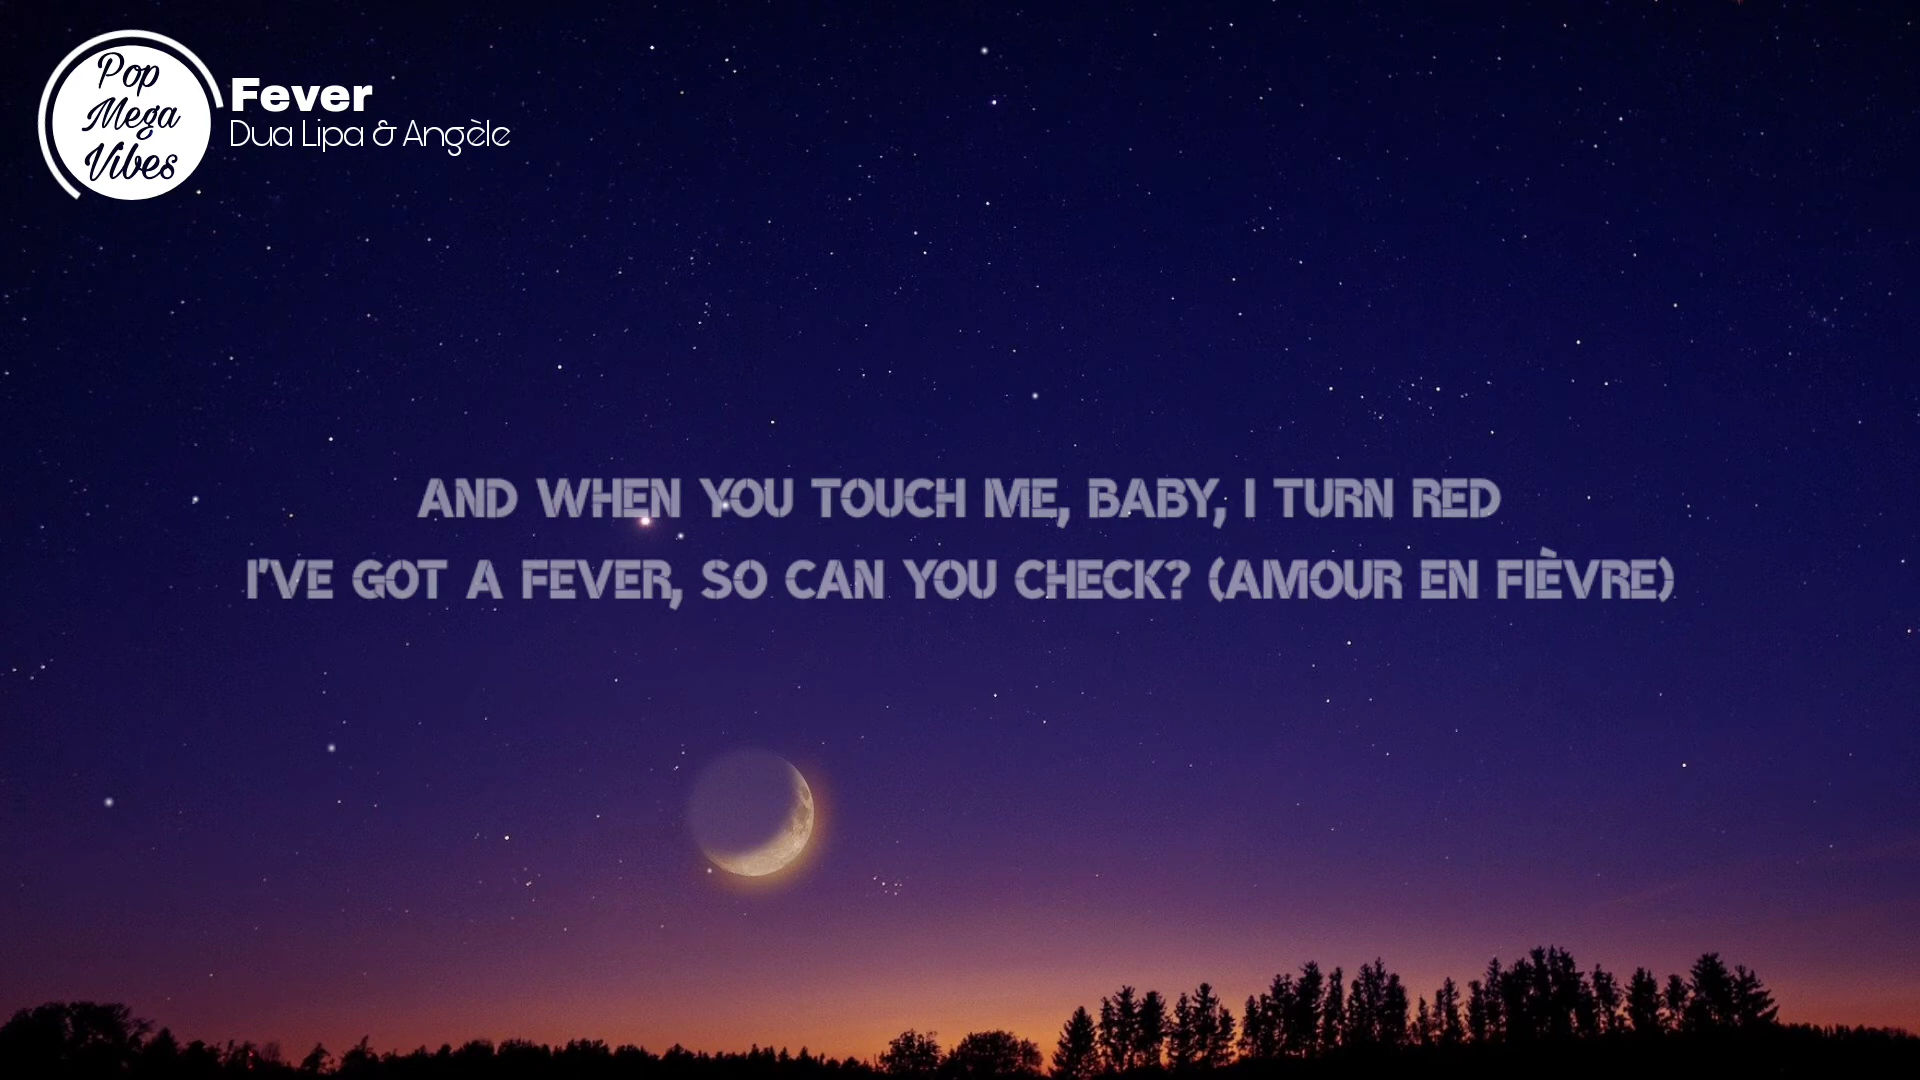 Pop
Mega
Vibes
Fever
Dua Lipa & Angèle
AND WHEN YOU TOUCH ME, BABY, I TURN RED
I'VE GOT A FEVER, SO CAN YOU CHECK? (AMOUR EN FIÈVRE)